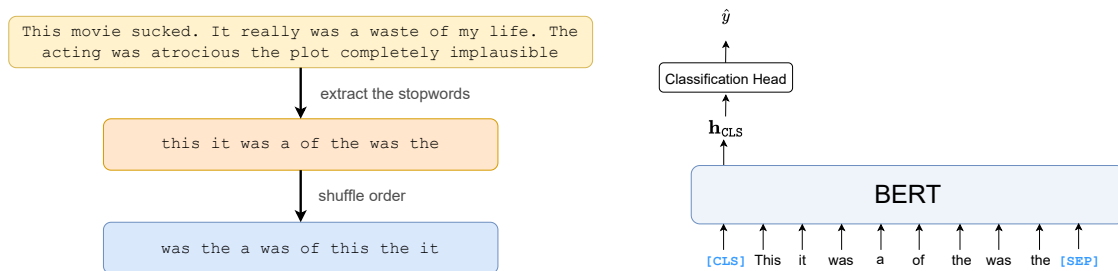 This movie sucked. It really was a waste of my life. The
acting was atrocious the plot completely implausible
extract the stopwords
this it was a of the was the
shuffle order
was the a was of this the it
ŷ
Classification Head
h_CLS
BERT
[CLS] This it was a of the was the [SEP]